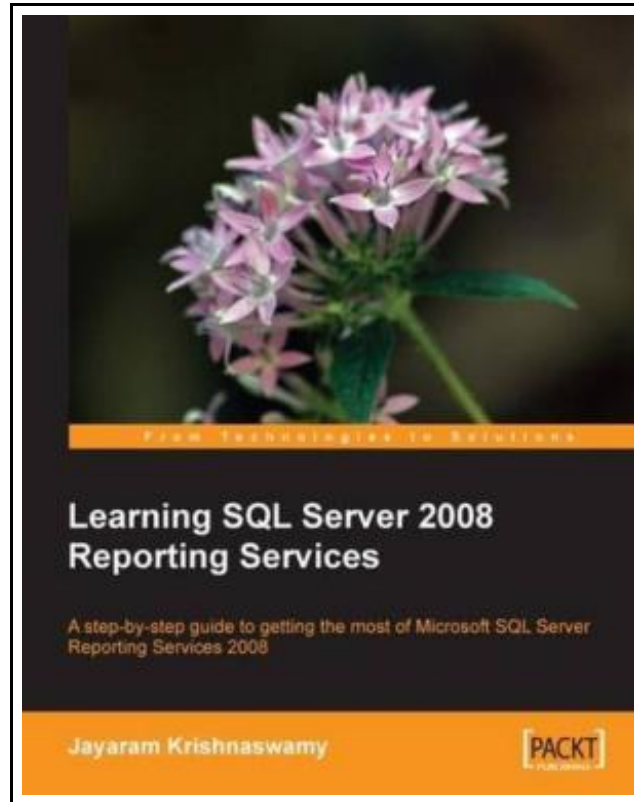 From Technologies to Solutions
Learning SQL Server 2008
Reporting Services
A step-by-step guide to getting the most of Microsoft SQL Server
Reporting Services 2008
Jayaram Krishnaswamy
[PACKT]
PUBLISHING